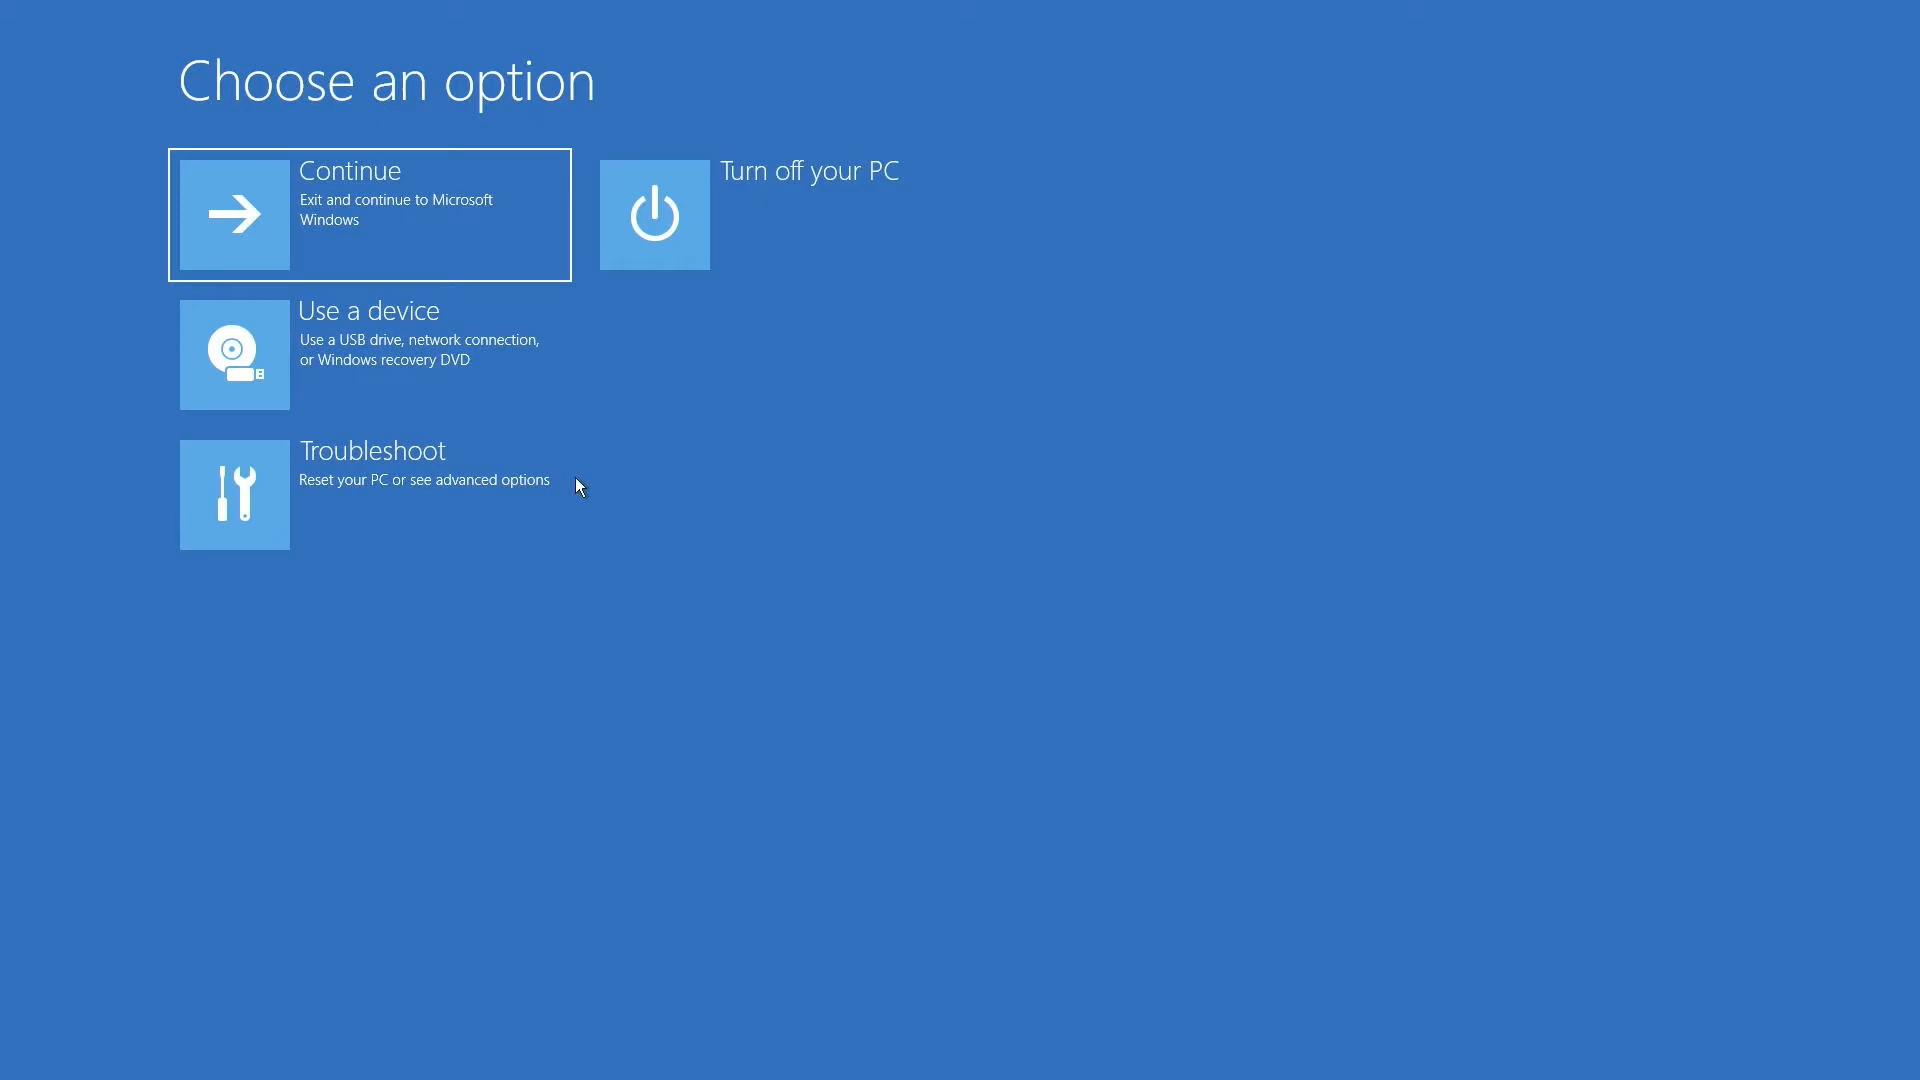 Choose an option
Continue
Exit and continue to Microsoft
Windows
Turn off your PC
Use a device
Use a USB drive, network connection,
or Windows recovery DVD
Troubleshoot
Reset your PC or see advanced options